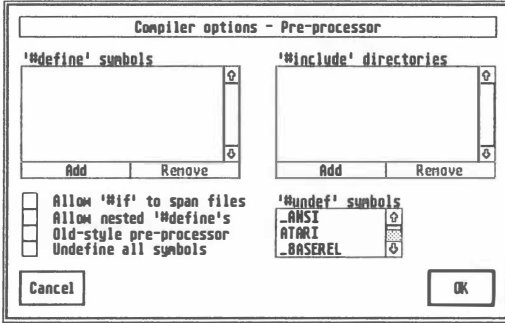 Compiler options - Pre-processor
'#define' symbols
'#include' directories
Add Remove
Add Remove
Allow '#if' to span files
Allow nested '#define's
Old-style pre-processor
Undefine all symbols
'#undef' symbols
_ANSI
ATARI
_BASEREL
Cancel
OK